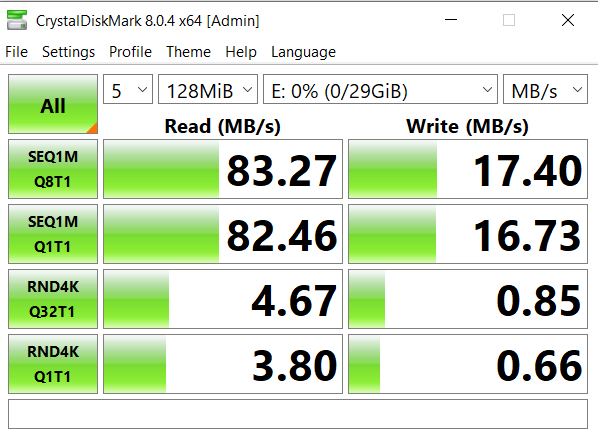 CrystalDiskMark 8.0.4 x64 [Admin]
File Settings Profile Theme Help Language
All 5 128MiB E: 0% (0/29GiB) MB/s
Read (MB/s) Write (MB/s)
SEQ1M Q8T1 83.27 17.40
SEQ1M Q1T1 82.46 16.73
RND4K Q32T1 4.67 0.85
RND4K Q1T1 3.80 0.66